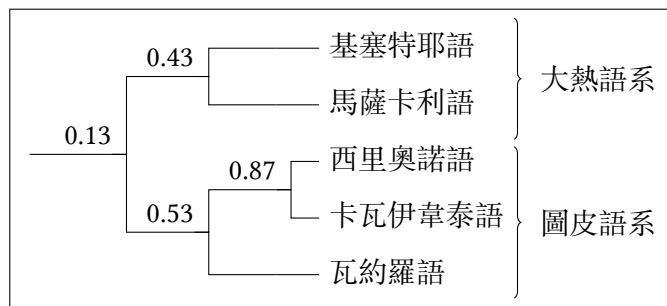 0.43
基塞特耶語
馬薩卡利語
大熱語系
0.13
0.87
西里奧諾語
卡瓦伊韋泰語
0.53
瓦約羅語
圖皮語系